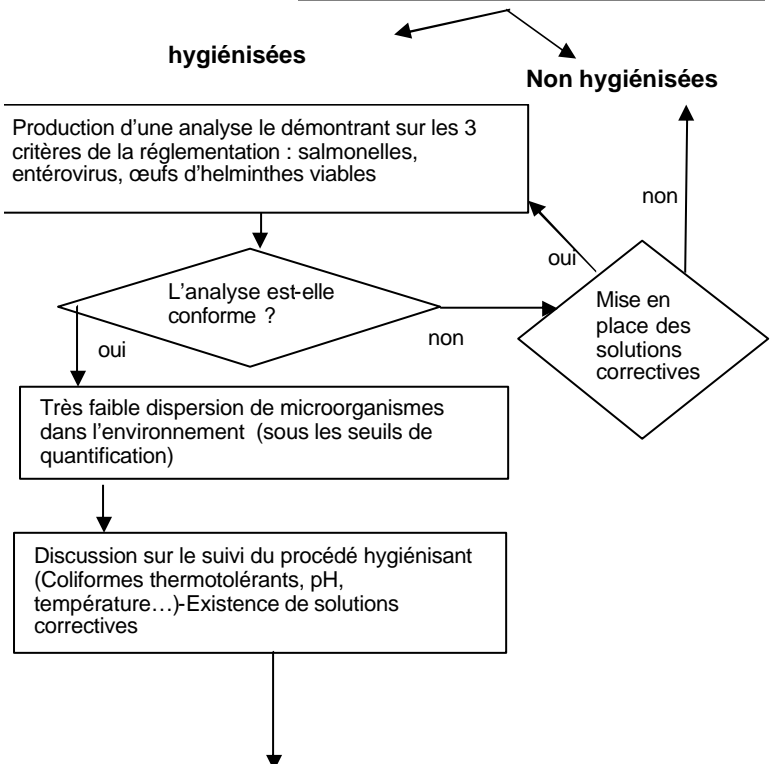 hygiénisées
Non hygiénisées
Production d’une analyse le démontrant sur les 3
critères de la réglementation : salmonelles,
entérovirus, œufs d’helminthes viables
non
oui
L’analyse est-elle
conforme ?
Mise en
place des
solutions
correctives
non
oui
Très faible dispersion de microorganismes
dans l’environnement (sous les seuils de
quantification)
Discussion sur le suivi du procédé hygiénisant
(Coliformes thermotolérants, pH,
température…)-Existence de solutions
correctives